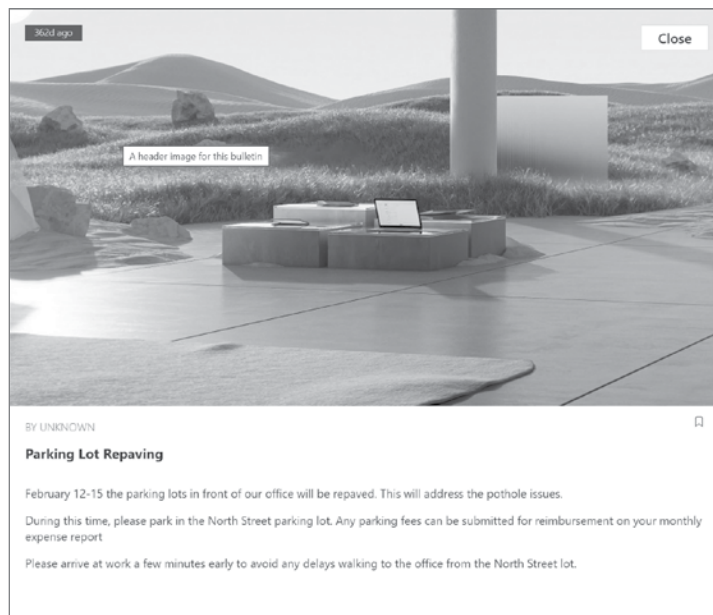 362d ago
Close
A header image for this bulletin
BY UNKNOWN
Parking Lot Repaving
February 12-15 the parking lots in front of our office will be repaved. This will address the pothole issues.
During this time, please park in the North Street parking lot. Any parking fees can be submitted for reimbursement on your monthly
expense report
Please arrive at work a few minutes early to avoid any delays walking to the office from the North Street lot.